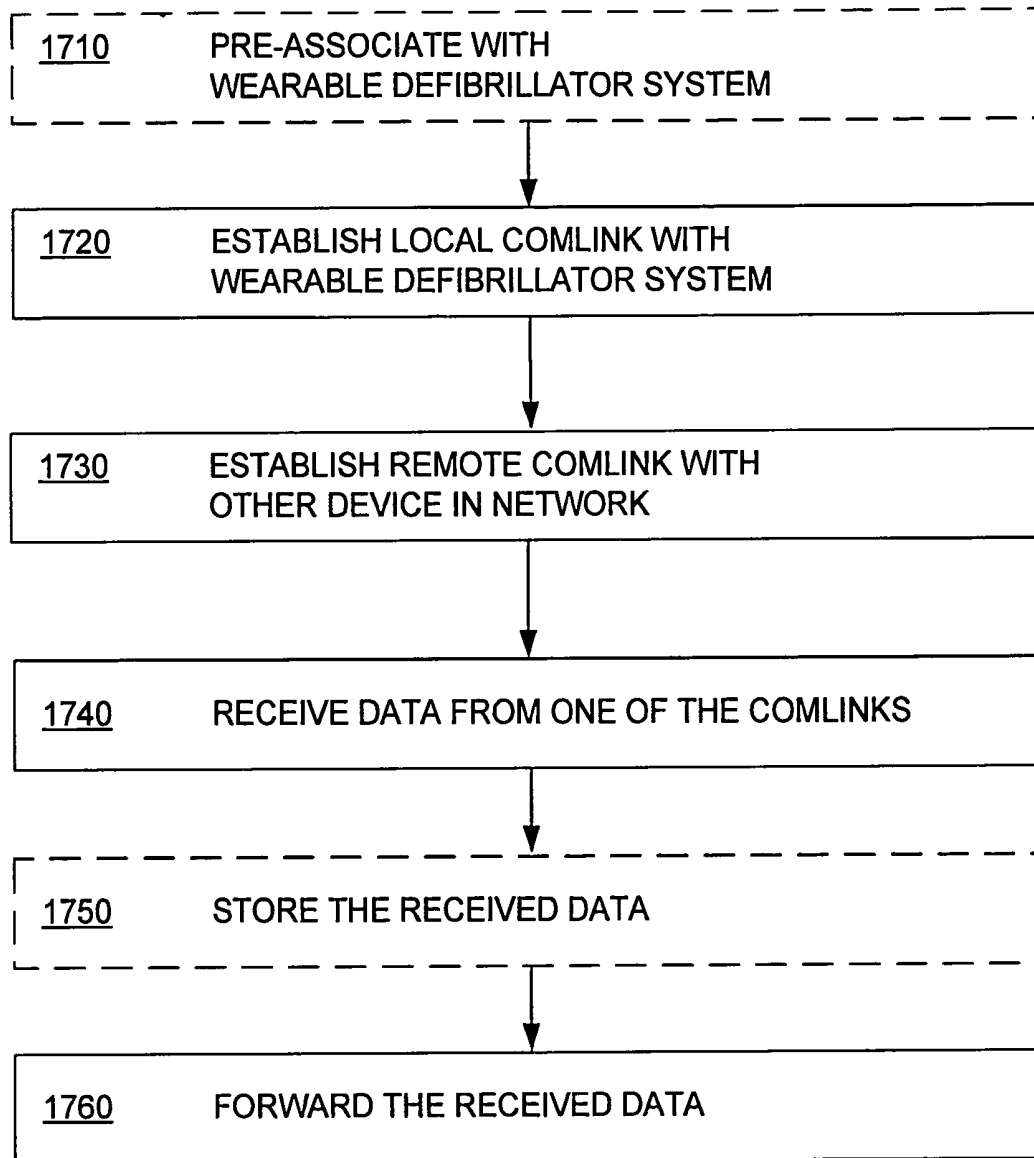 1710 PRE-ASSOCIATE WITH
WEARABLE DEFIBRILLATOR SYSTEM
1720 ESTABLISH LOCAL COMLINK WITH
WEARABLE DEFIBRILLATOR SYSTEM
1730 ESTABLISH REMOTE COMLINK WITH
OTHER DEVICE IN NETWORK
1740 RECEIVE DATA FROM ONE OF THE COMLINKS
1750 STORE THE RECEIVED DATA
1760 FORWARD THE RECEIVED DATA